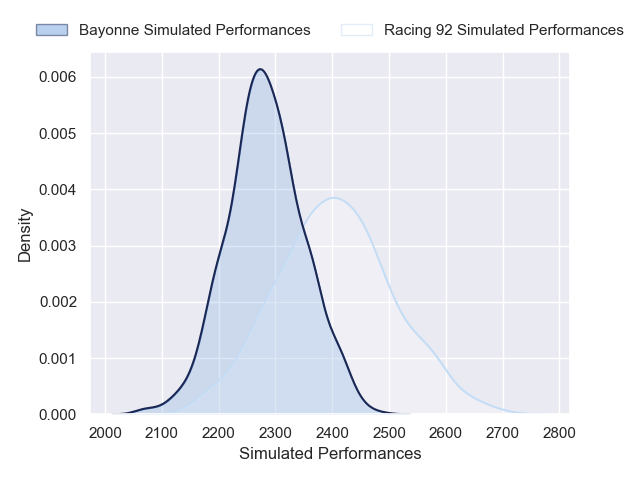 Bayonne Simulated Performances
Racing 92 Simulated Performances
Density
0.006
0.005
0.004
0.003
0.002
0.001
0.000
2000 2100 2200 2300 2400 2500 2600 2700 2800
Simulated Performances